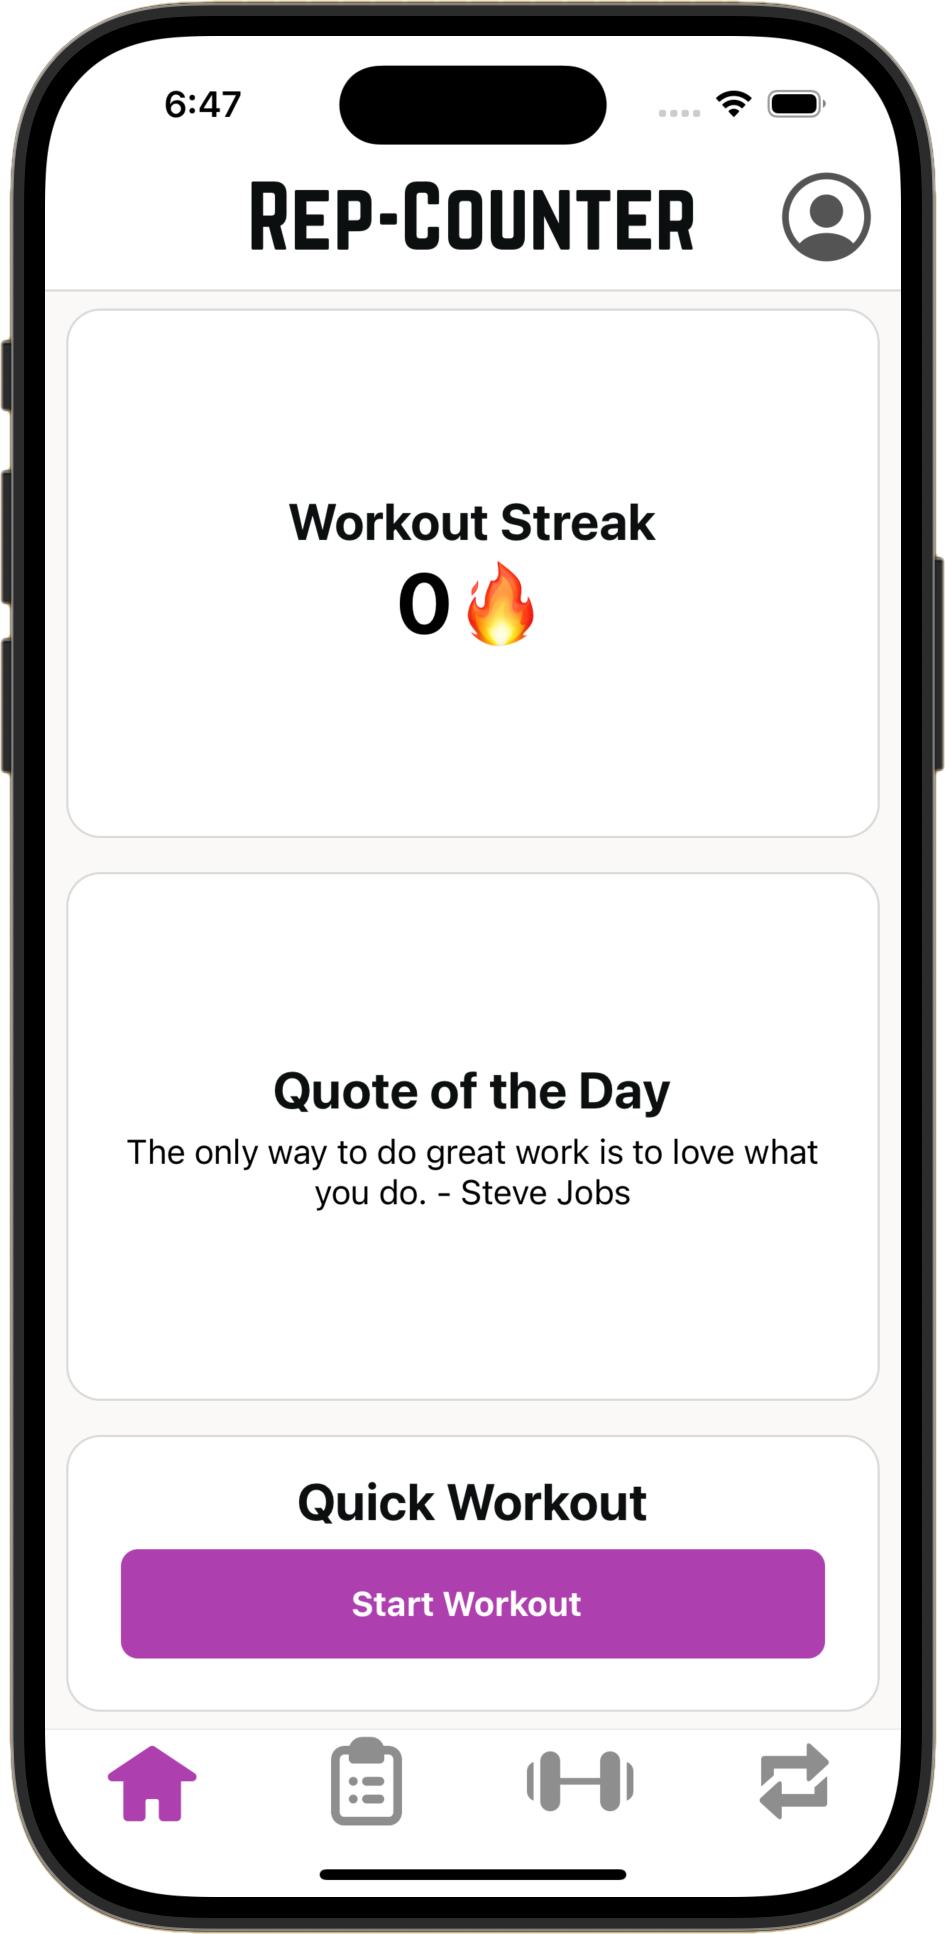 6:47
Rep-Counter
Workout Streak
0🔥
Quote of the Day
The only way to do great work is to love what
you do. - Steve Jobs
Quick Workout
Start Workout